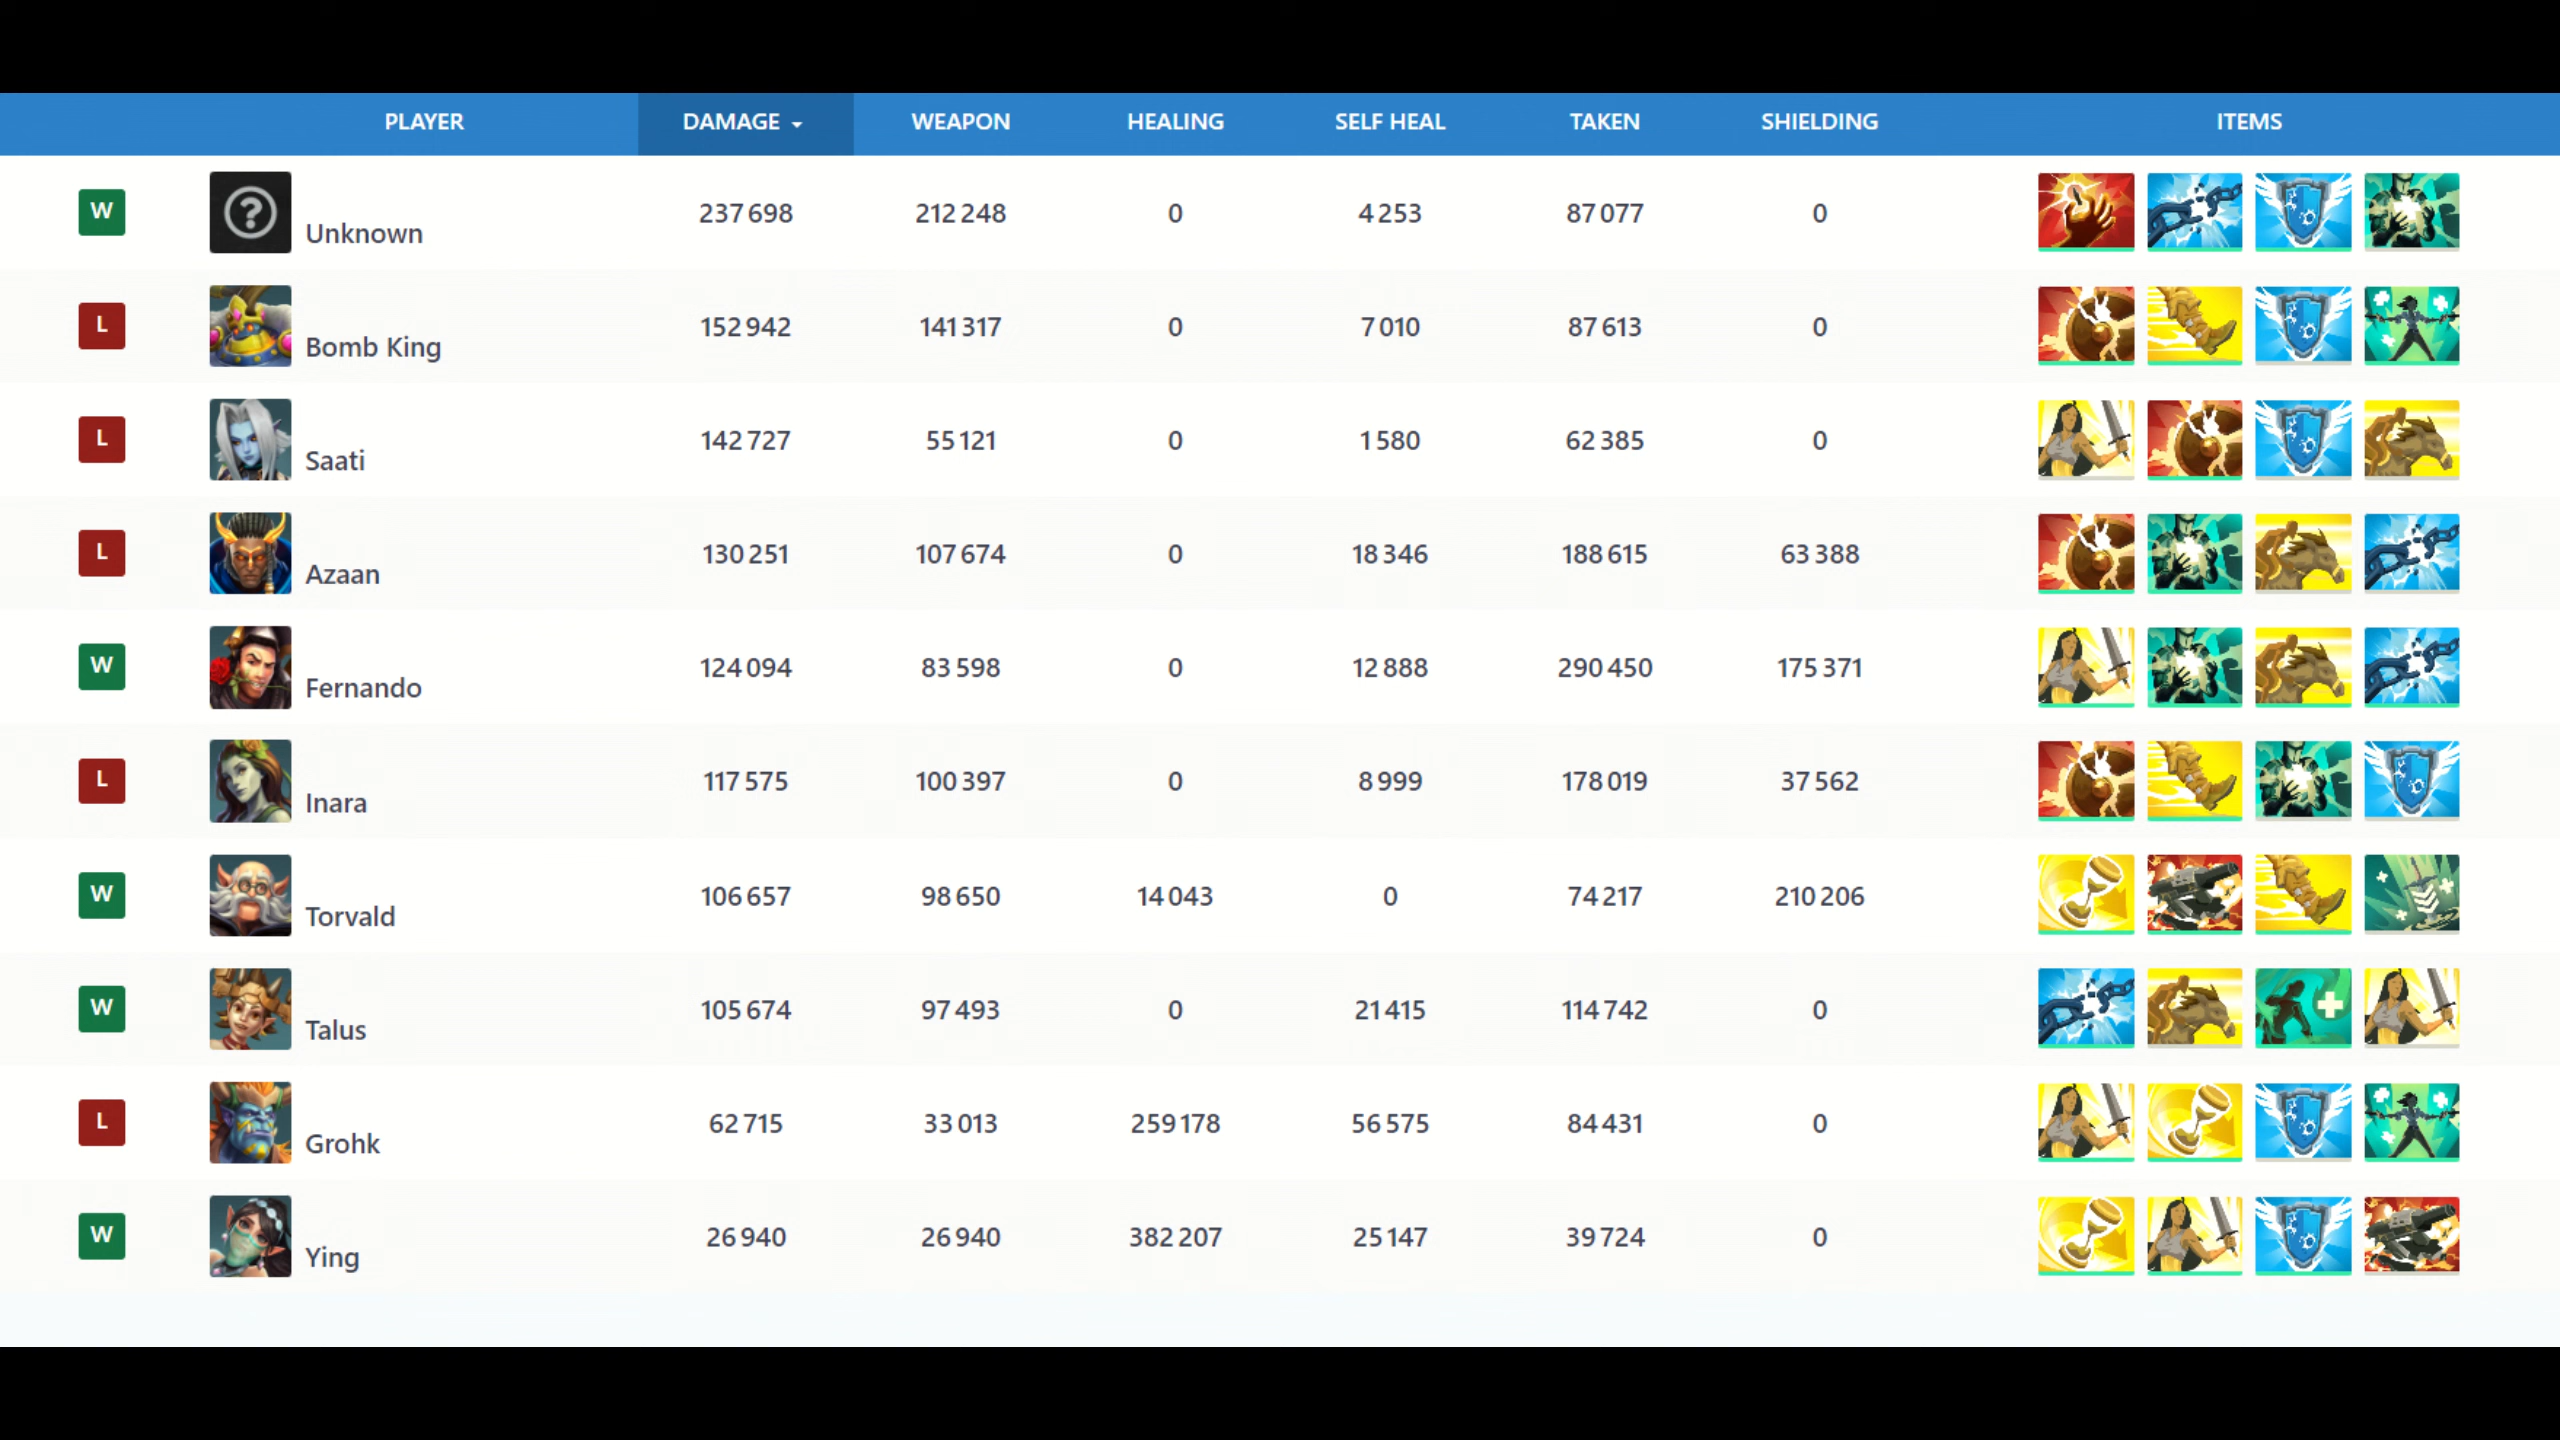 PLAYER DAMAGE WEAPON HEALING SELF HEAL TAKEN SHIELDING ITEMS
W Unknown 237 698 212 248 0 4 253 87 077 0
L Bomb King 152 942 141 317 0 7 010 87 613 0
L Saati 142 727 55 121 0 1 580 62 385 0
L Azaan 130 251 107 674 0 18 346 188 615 63 388
W Fernando 124 094 83 598 0 12 888 290 450 175 371
L Inara 117 575 100 397 0 8 999 178 019 37 562
W Torvald 106 657 98 650 14 043 0 74 217 210 206
W Talus 105 674 97 493 0 21 415 114 742 0
L Grohk 62 715 33 013 259 178 56 575 84 431 0
W Ying 26 940 26 940 382 207 25 147 39 724 0